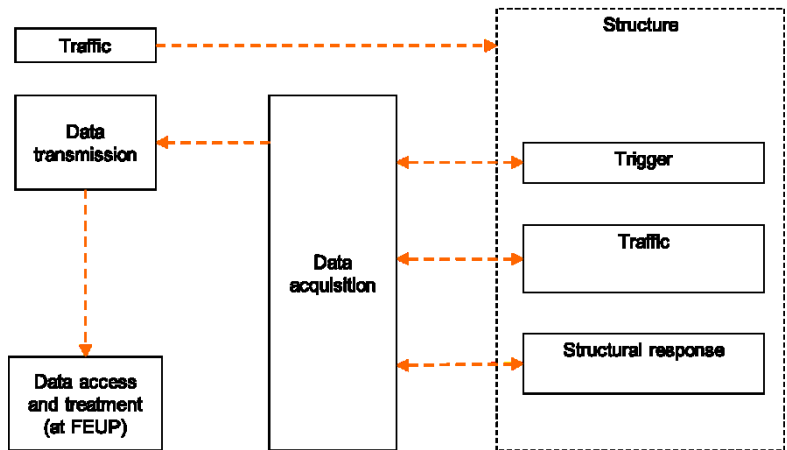 Traffic
Structure
Data
transmission
Trigger
Traffic
Data
acquisition
Structural response
Data access
and treatment
(at FEUP)